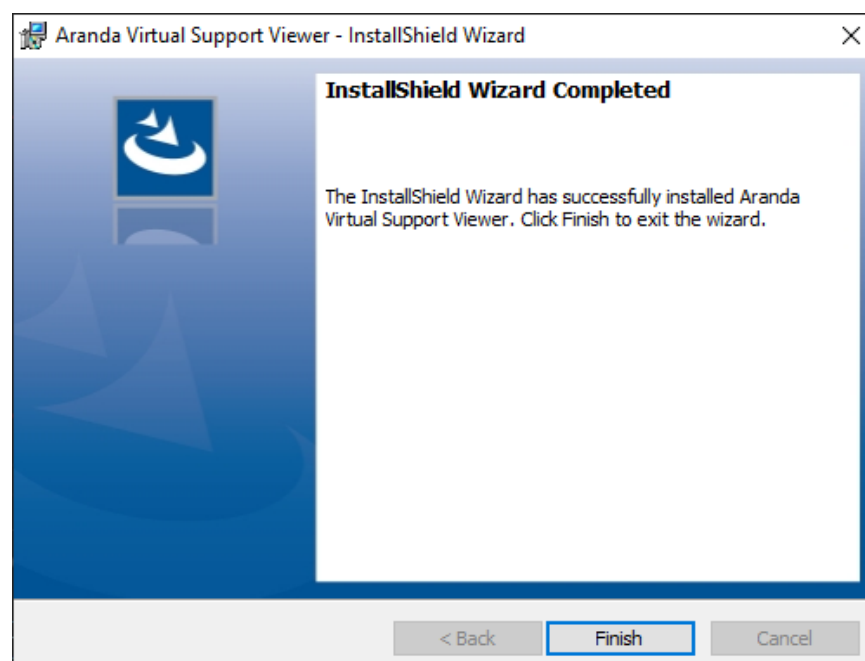 Aranda Virtual Support Viewer - InstallShield Wizard
InstallShield Wizard Completed
The InstallShield Wizard has successfully installed Aranda
Virtual Support Viewer. Click Finish to exit the wizard.
< Back
Finish
Cancel